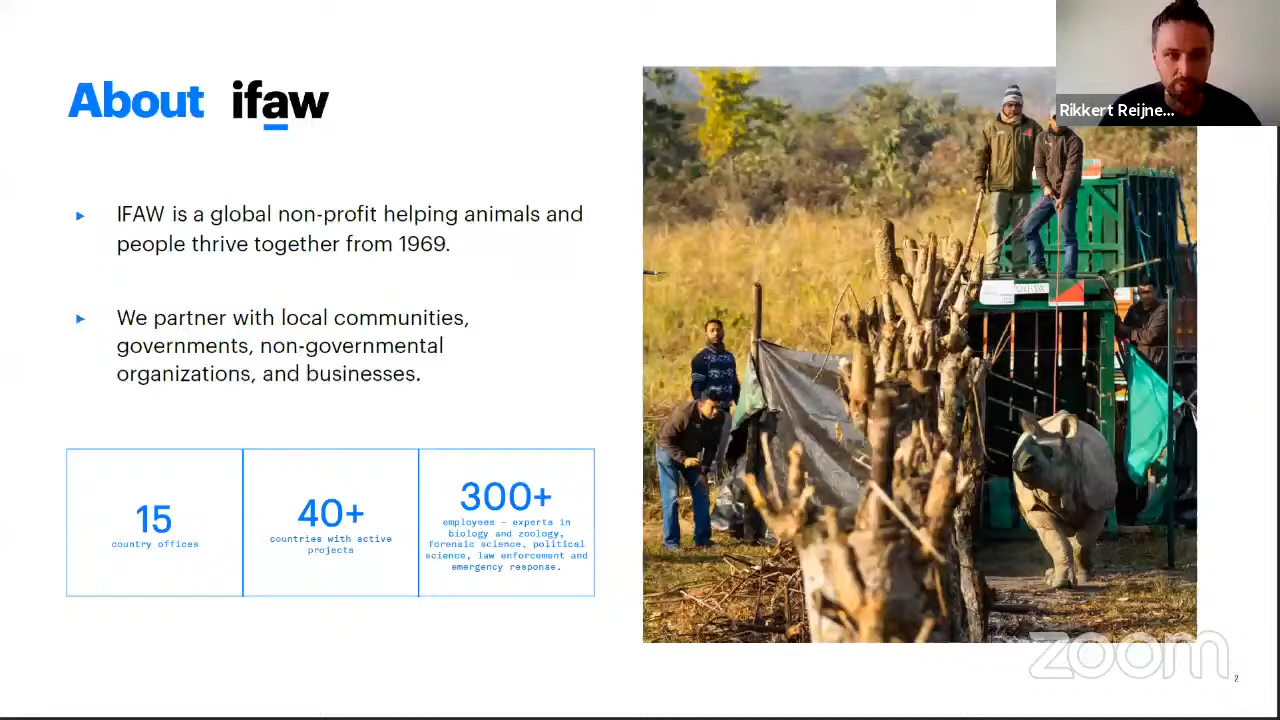 About ifaw
IFAW is a global non-profit helping animals and
people thrive together from 1969.
We partner with local communities,
governments, non-governmental
organizations, and businesses.
15
country offices
40+
countries with active
projects
300+
employees – experts in
biology and zoology,
forensic science, political
science, law enforcement and
emergency response.
Rikkert Reijne...
zoom
2